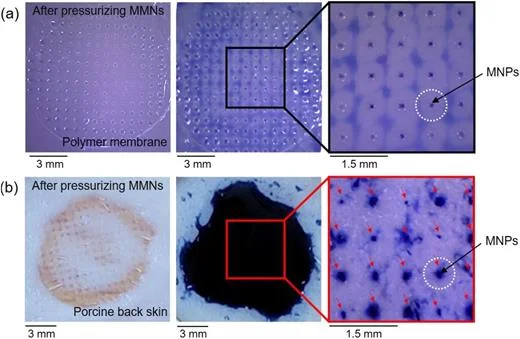 (a)
After pressurizing MMNs
Polymer membrane
MNPs
3 mm
3 mm
1.5 mm
(b)
After pressurizing MMNs
Porcine back skin
MNPs
3 mm
3 mm
1.5 mm